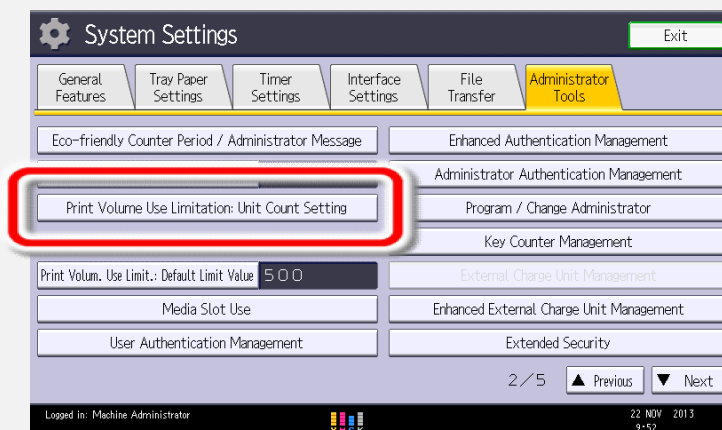 System Settings
Exit
General Features
Tray Paper Settings
Timer Settings
Interface Settings
File Transfer
Administrator Tools
Eco-friendly Counter Period / Administrator Message
Enhanced Authentication Management
Administrator Authentication Management
Print Volume Use Limitation: Unit Count Setting
Program / Change Administrator
Key Counter Management
Print Volum. Use Limit.: Default Limit Value 500
External Charge Unit Management
Media Slot Use
Enhanced External Charge Unit Management
User Authentication Management
Extended Security
2/5
▲ Previous
▼ Next
Logged in: Machine Administrator
22 NOV 2013
9:52